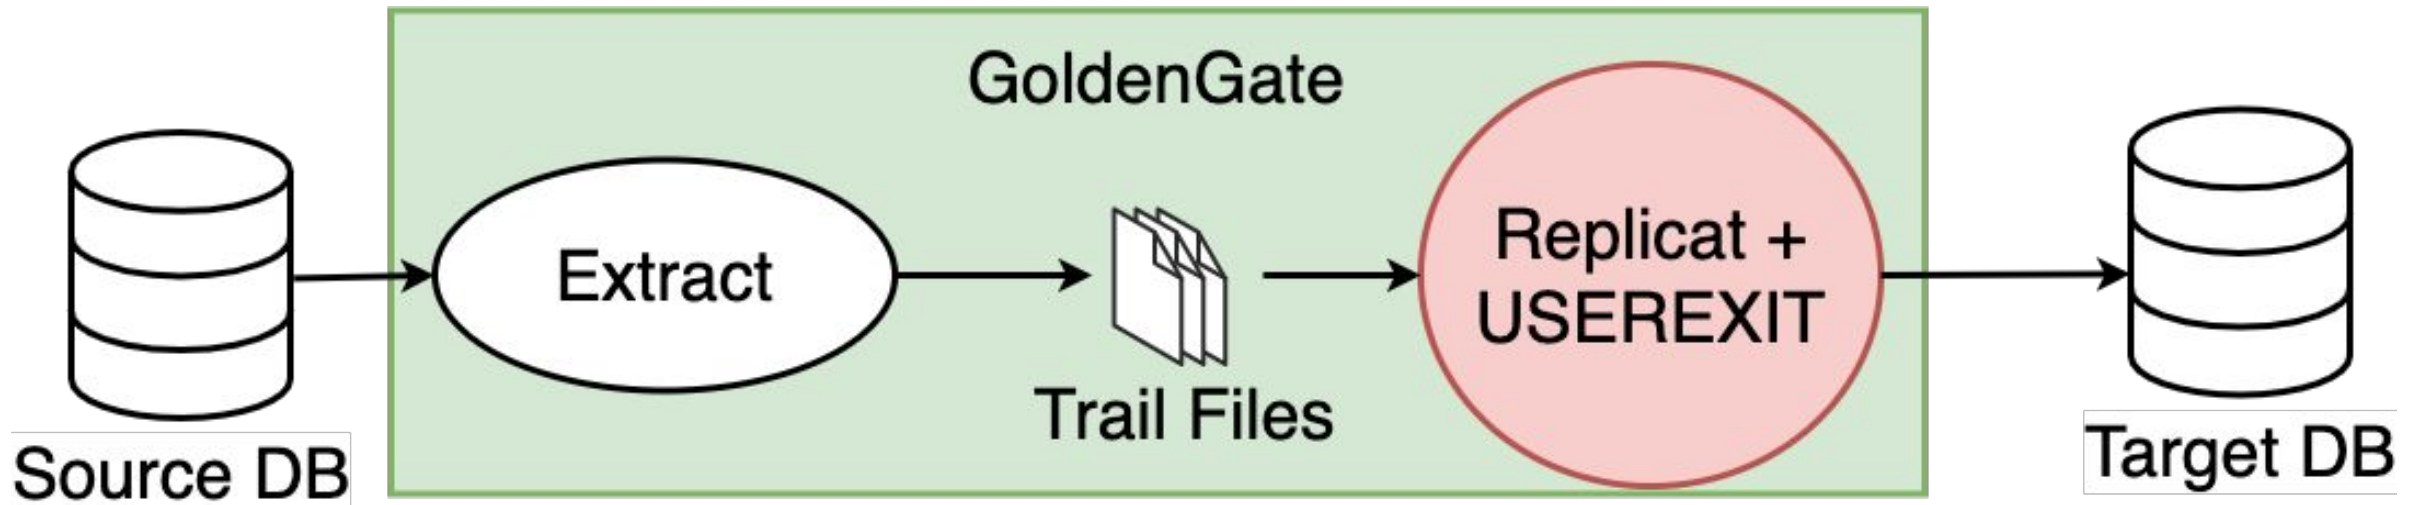 GoldenGate
Source DB
Extract
Trail Files
Replicat +
USEREXIT
Target DB